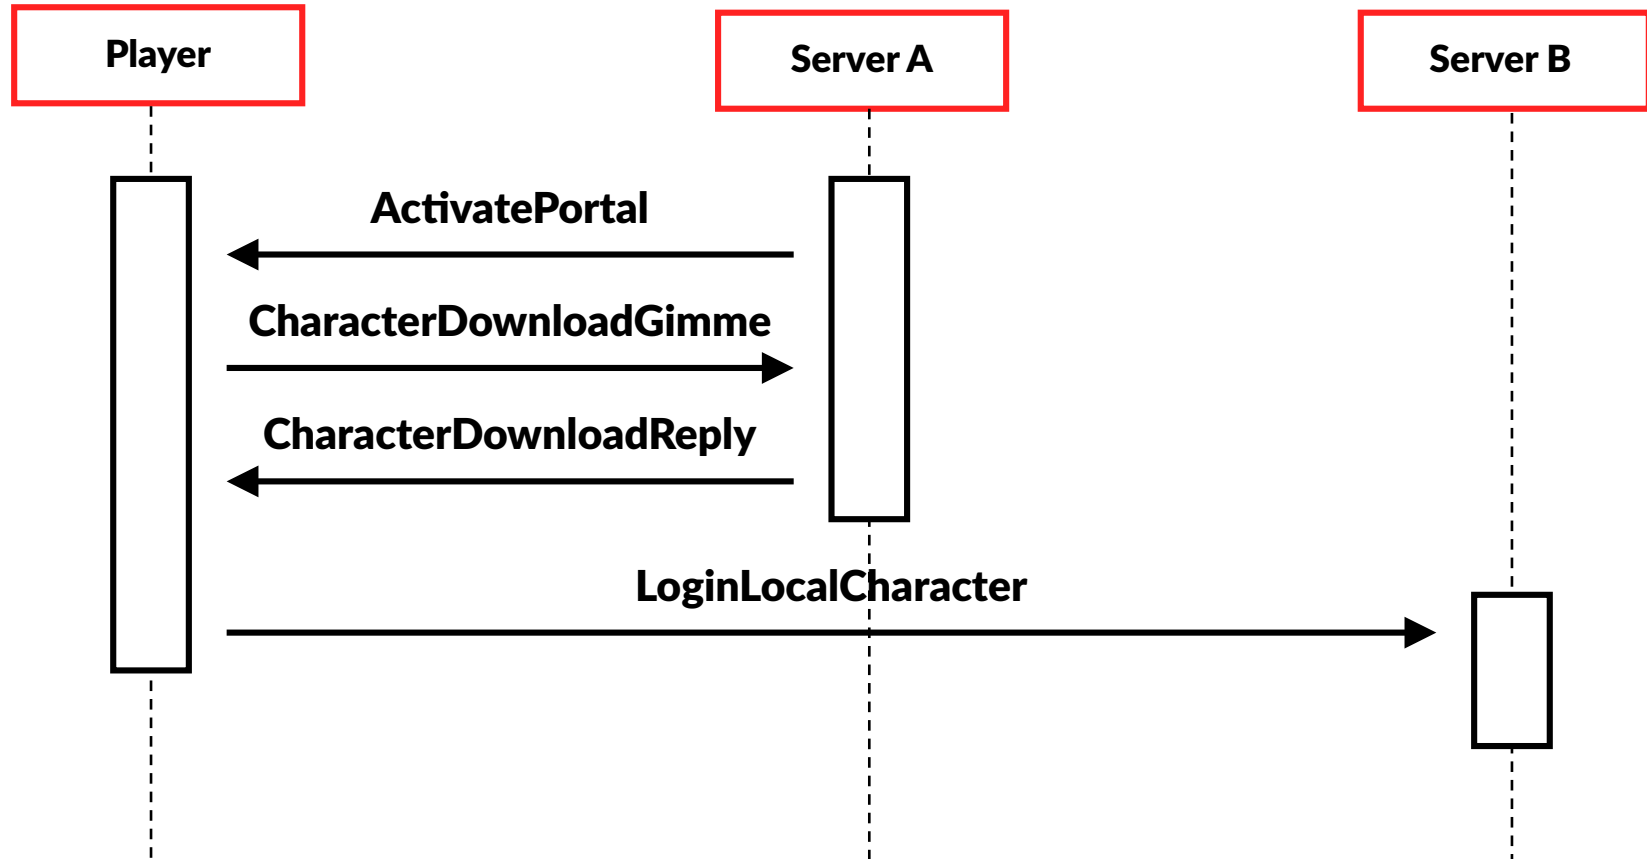 Player
Server A
Server B
ActivatePortal
CharacterDownloadGimme
CharacterDownloadReply
LoginLocalCharacter